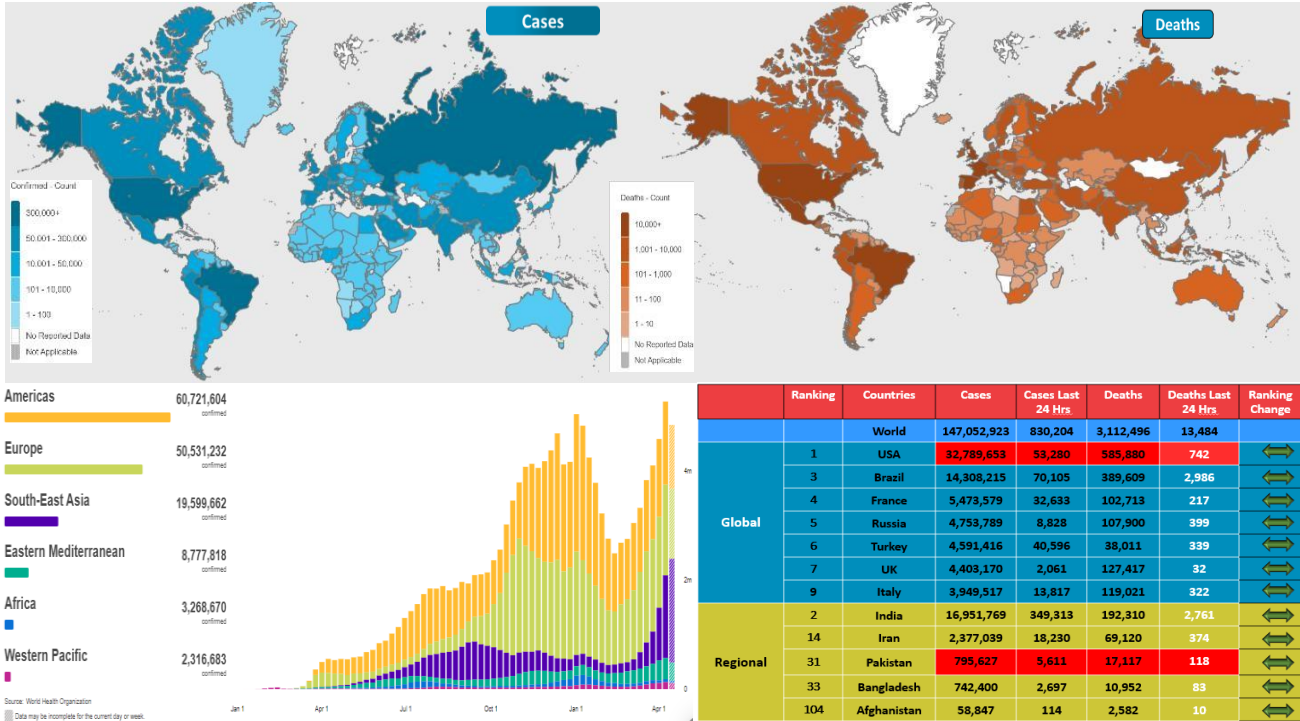 Cases
Deaths
Confirmed - Count
300,000+
50,001 - 300,000
10,001 - 50,000
101 - 10,000
1 - 100
No Reported Data
Not Applicable
Deaths - Count
10,000+
1,001 - 10,000
101 - 1,000
11 - 100
1 - 10
No Reported Data
Not Applicable
Americas 60,721,604
confirmed
Europe 50,531,232
confirmed
South-East Asia 19,599,662
confirmed
Eastern Mediterranean 8,777,818
confirmed
Africa 3,268,670
confirmed
Western Pacific 2,316,683
confirmed
Source: World Health Organization
Data may be incomplete for the current day or week.
4m
2m
0
Jan 1 Apr 1 Jul 1 Oct 1 Jan 1 Apr 1
Ranking Countries Cases Cases Last 24 Hrs Deaths Deaths Last 24 Hrs Ranking Change
World 147,052,923 830,204 3,112,496 13,484
Global
1 USA 32,789,653 53,280 585,880 742
3 Brazil 14,308,215 70,105 389,609 2,986
4 France 5,473,579 32,633 102,713 217
5 Russia 4,753,789 8,828 107,900 399
6 Turkey 4,591,416 40,596 38,011 339
7 UK 4,403,170 2,061 127,417 32
9 Italy 3,949,517 13,817 119,021 322
Regional
2 India 16,951,769 349,313 192,310 2,761
14 Iran 2,377,039 18,230 69,120 374
31 Pakistan 795,627 5,611 17,117 118
33 Bangladesh 742,400 2,697 10,952 83
104 Afghanistan 58,847 114 2,582 10